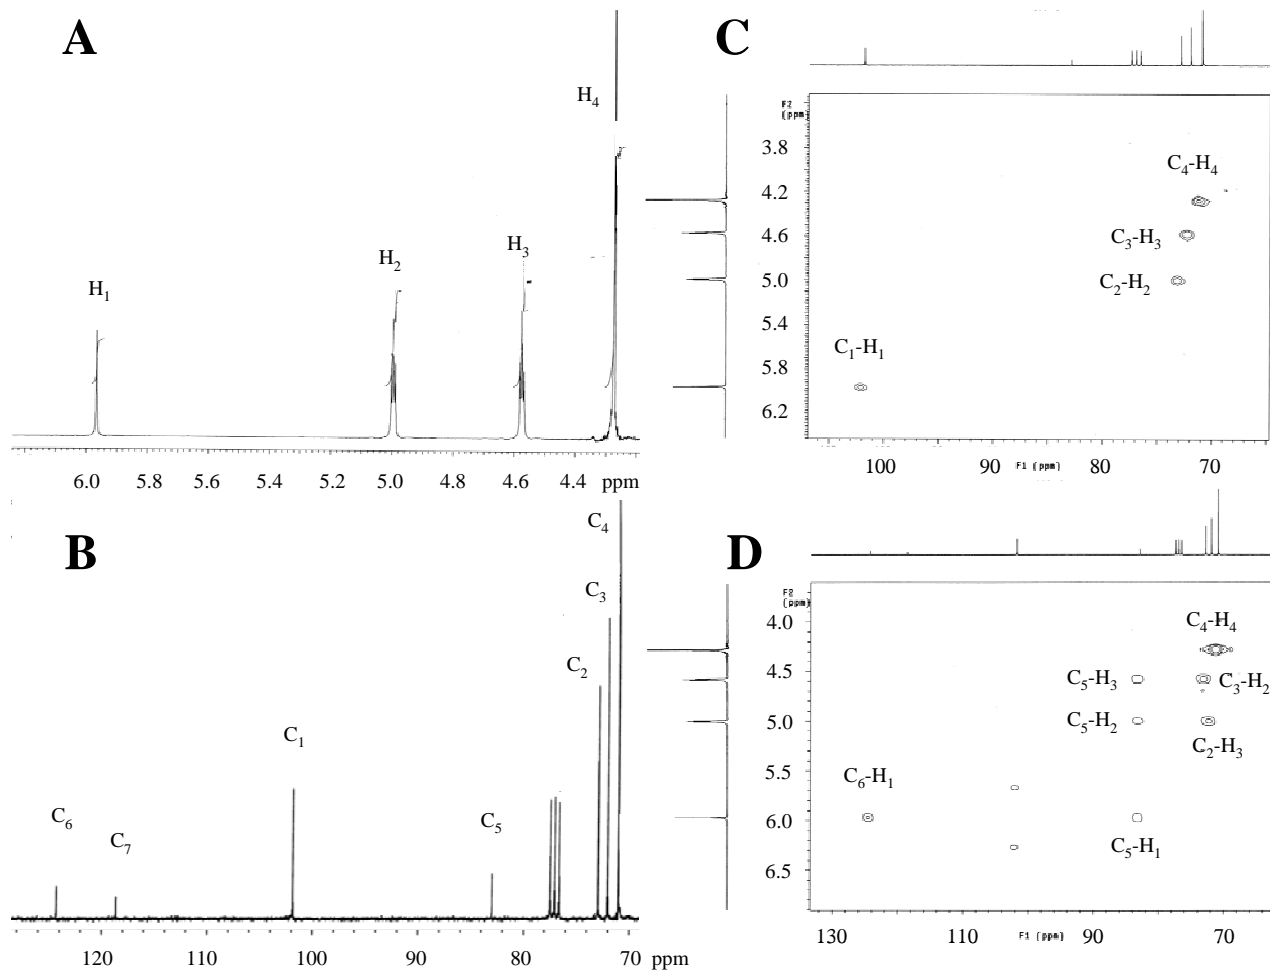 A
H4
H1
H2
H3
6.0 5.8 5.6 5.4 5.2 5.0 4.8 4.6 4.4 ppm
B
C4
C3
C2
C1
C6
C7
C5
120 110 100 90 80 70 ppm
C
F2
(ppm)
3.8
4.2
4.6
5.0
5.4
5.8
6.2
C4-H4
C3-H3
C2-H2
C1-H1
100 90 80 70
F1 (ppm)
D
F2
(ppm)
4.0
4.5
5.0
5.5
6.0
6.5
C4-H4
C5-H3
C3-H2
C5-H2
C2-H3
C6-H1
C5-H1
130 110 90 70
F1 (ppm)